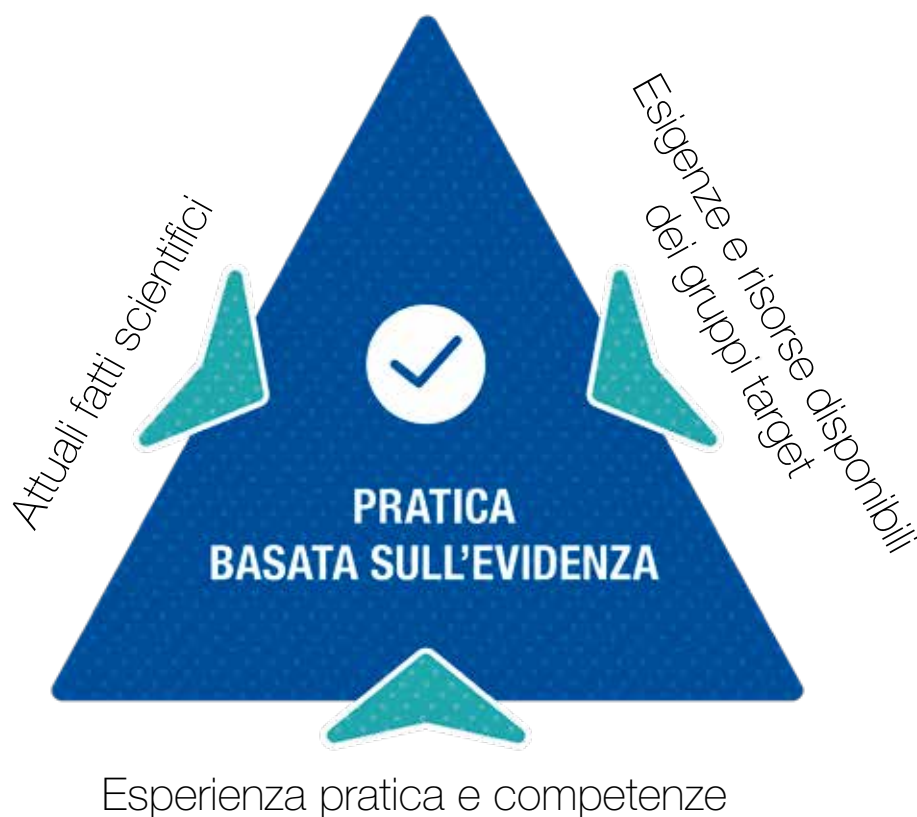 Attuali fatti scientifici
Esigenze e risorse disponibili
dei gruppi target
PRATICA
BASATA SULL'EVIDENZA
Esperienza pratica e competenze